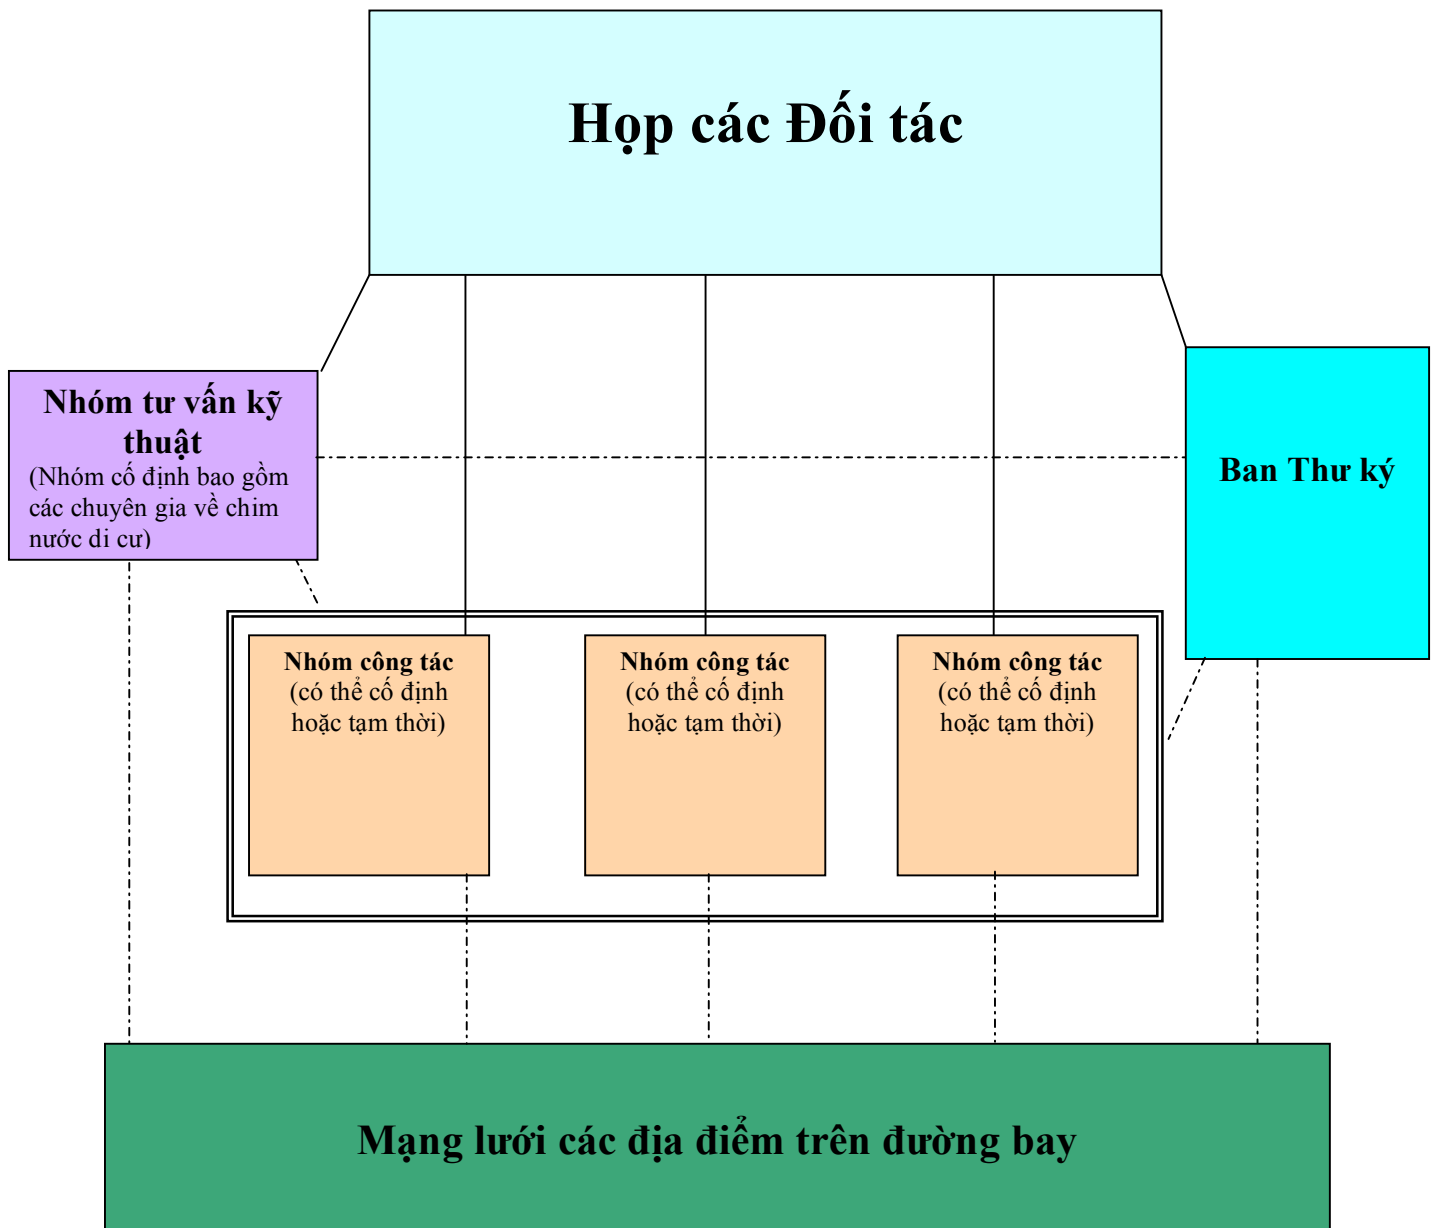 Họp các Đối tác
Nhóm tư vấn kỹ
thuật
(Nhóm cố định bao gồm
các chuyên gia về chim
nước di cư)
Ban Thư ký
Nhóm công tác
(có thể cố định
hoặc tạm thời)
Nhóm công tác
(có thể cố định
hoặc tạm thời)
Nhóm công tác
(có thể cố định
hoặc tạm thời)
Mạng lưới các địa điểm trên đường bay